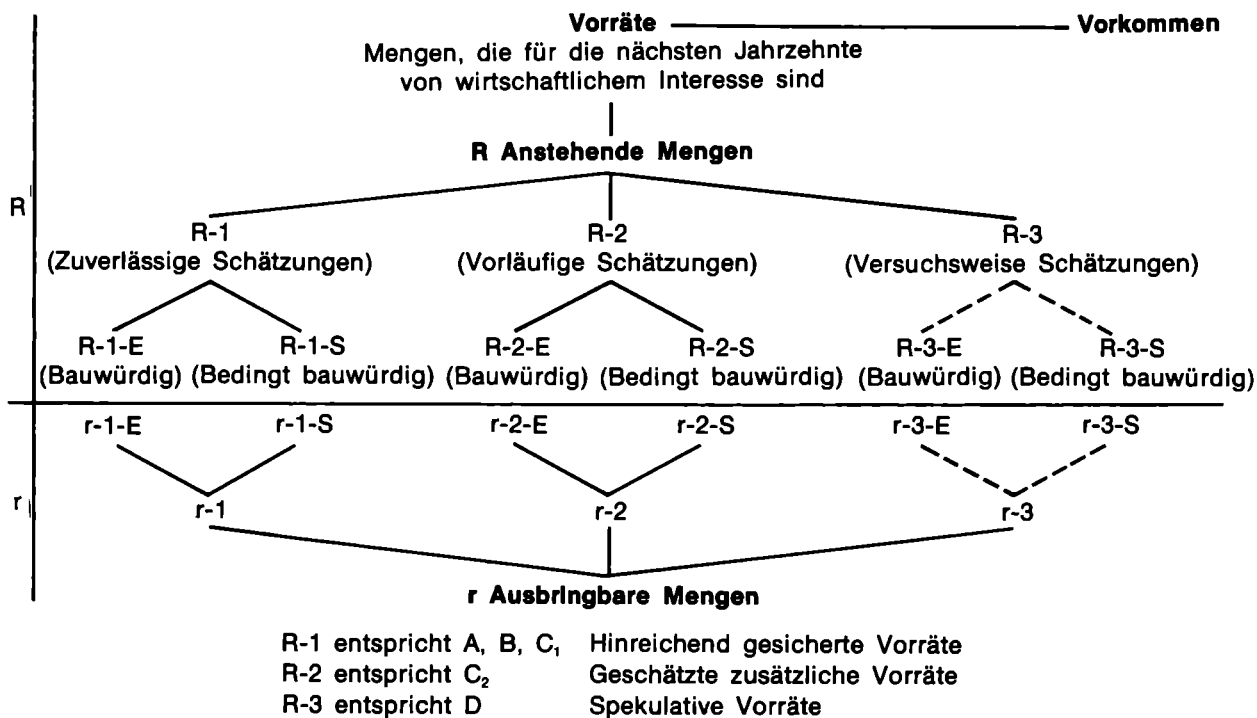 Vorräte Vorkommen
Mengen, die für die nächsten Jahrzehnte
von wirtschaftlichem Interesse sind
R Anstehende Mengen
R
R-1 R-2 R-3
(Zuverlässige Schätzungen) (Vorläufige Schätzungen) (Versuchsweise Schätzungen)
R-1-E R-1-S R-2-E R-2-S R-3-E R-3-S
(Bauwürdig) (Bedingt bauwürdig) (Bauwürdig) (Bedingt bauwürdig) (Bauwürdig) (Bedingt bauwürdig)
r-1-E r-1-S r-2-E r-2-S r-3-E r-3-S
r r-1 r-2 r-3
r Ausbringbare Mengen
R-1 entspricht A, B, C₁ Hinreichend gesicherte Vorräte
R-2 entspricht C₂ Geschätzte zusätzliche Vorräte
R-3 entspricht D Spekulative Vorräte